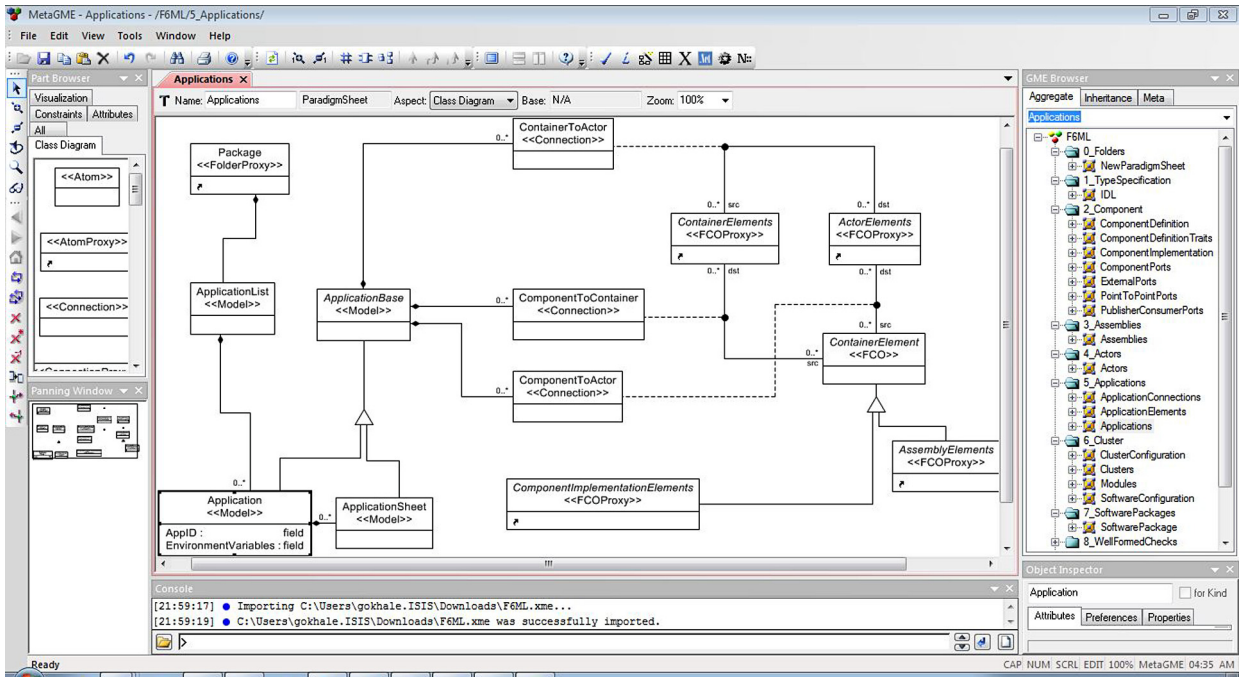 MetaGME - Applications - /F6ML/5_Applications/
File Edit View Tools Window Help
Part Browser
Visualization
Constraints Attributes
All
Class Diagram
<<Atom>>
<<AtomProxy>>
<<Connection>>
<<ConnectionProxy>>
Panning Window
Applications X
Name: Applications ParadigmSheet Aspect: Class Diagram Base: N/A Zoom: 100%
Package
<<FolderProxy>>
ContainerToActor
<<Connection>>
0..*
0..* src
0..* dst
ContainerElements
<<FCOProxy>>
ActorElements
<<FCOProxy>>
0..* dst
0..* dst
ApplicationList
<<Model>>
ApplicationBase
<<Model>>
0..*
ComponentToContainer
<<Connection>>
0..* src
ContainerElement
<<FCO>>
0..*
src
0..*
ComponentToActor
<<Connection>>
AssemblyElements
<<FCOProxy>>
ComponentImplementationElements
<<FCOProxy>>
0..*
Application
<<Model>>
AppID : field
EnvironmentVariables : field
0..*
ApplicationSheet
<<Model>>
Console
[21:59:17] Importing C:\Users\gokhale.ISIS\Downloads\F6ML.xme...
[21:59:19] C:\Users\gokhale.ISIS\Downloads\F6ML.xme was successfully imported.
>
GME Browser
Aggregate Inheritance Meta
Applications
F6ML
0_Folders
NewParadigmSheet
1_TypeSpecification
IDL
2_Component
ComponentDefinition
ComponentDefinitionTraits
ComponentImplementation
ComponentPorts
ExternalPorts
PointToPointPorts
PublisherConsumerPorts
3_Assemblies
Assemblies
4_Actors
Actors
5_Applications
ApplicationConnections
ApplicationElements
Applications
6_Cluster
ClusterConfiguration
Clusters
Modules
SoftwareConfiguration
7_SoftwarePackages
SoftwarePackage
8_WellFormedChecks
Object Inspector
Application for Kind
Attributes Preferences Properties
Ready
CAP NUM SCRL EDIT 100% MetaGME 04:35 AM